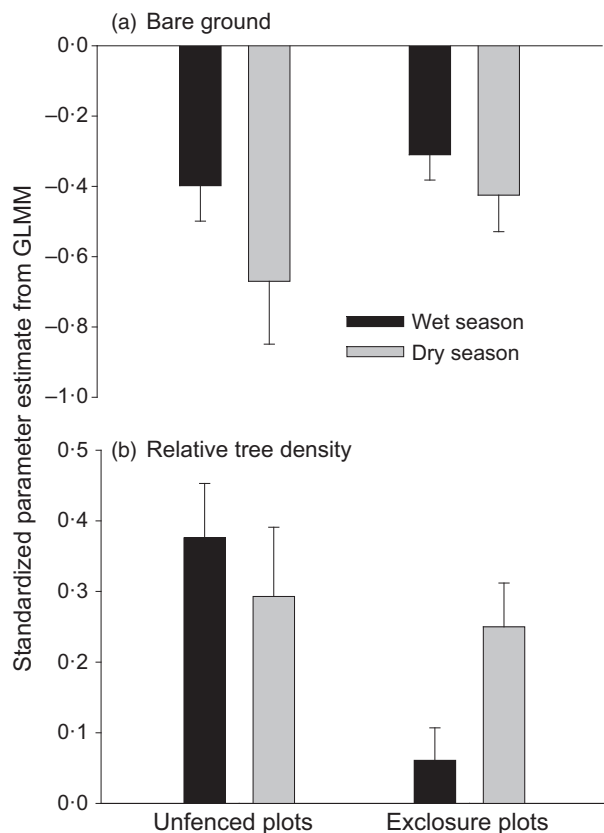 (a) Bare ground
0·0
–0·2
–0·4
–0·6
–0·8
–1·0
Wet season
Dry season
Standardized parameter estimate from GLMM
(b) Relative tree density
0·5
0·4
0·3
0·2
0·1
0·0
Unfenced plots
Exclosure plots